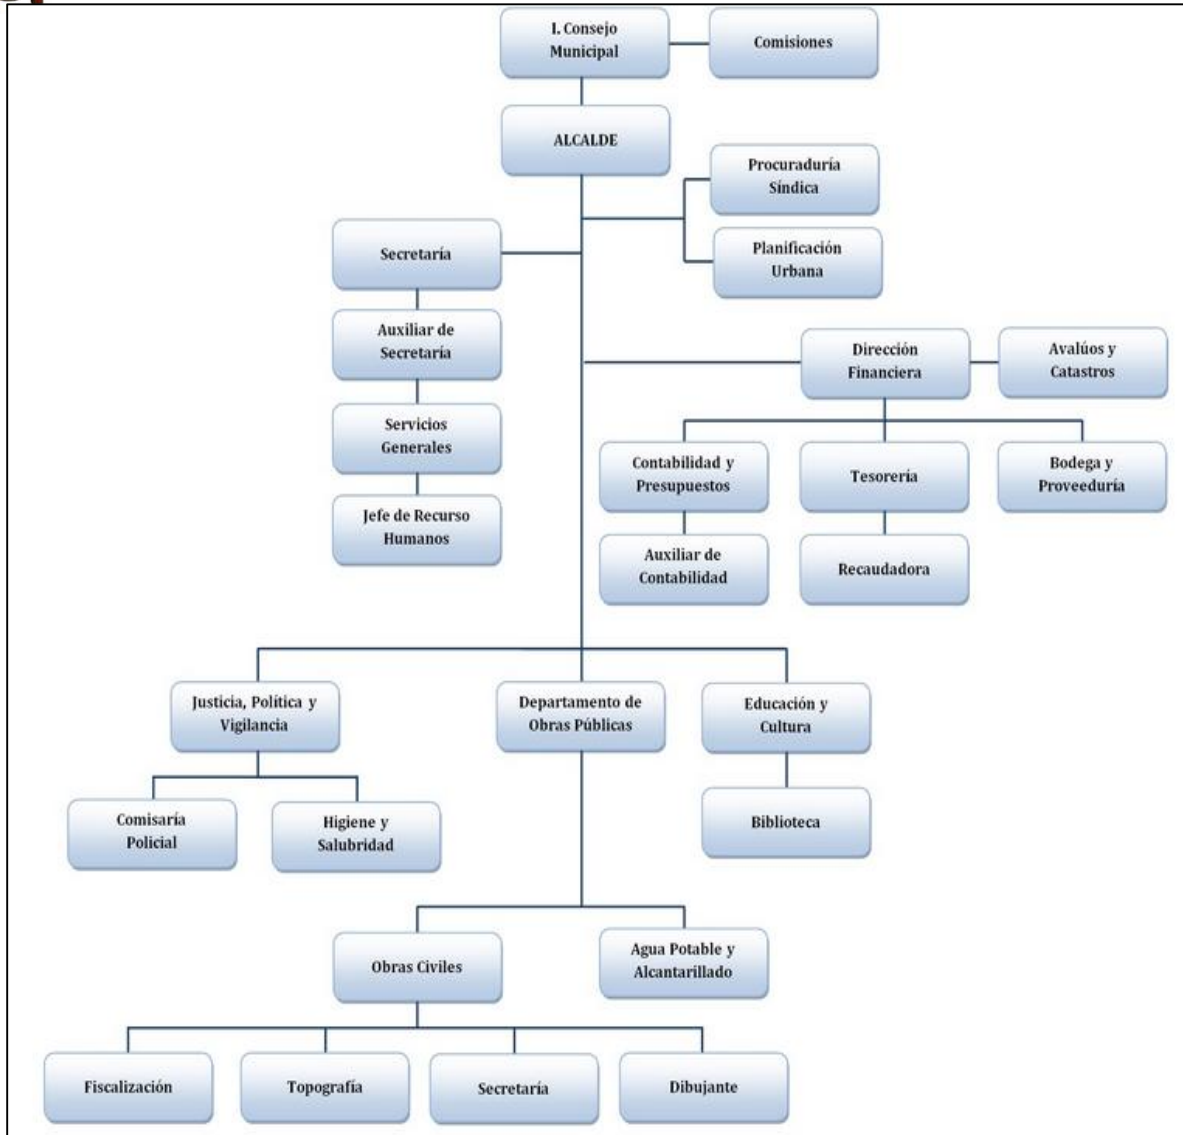 I. Consejo
Municipal
Comisiones
ALCALDE
Procuraduría
Síndica
Secretaría
Planificación
Urbana
Auxiliar de
Secretaría
Dirección
Financiera
Avalúos y
Catastros
Servicios
Generales
Contabilidad y
Presupuestos
Tesorería
Bodega y
Proveeduría
Jefe de Recurso
Humanos
Auxiliar de
Contabilidad
Recaudadora
Justicia, Política y
Vigilancia
Departamento de
Obras Públicas
Educación y
Cultura
Comisaría
Policial
Higiene y
Salubridad
Biblioteca
Obras Civiles
Agua Potable y
Alcantarillado
Fiscalización
Topografía
Secretaría
Dibujante